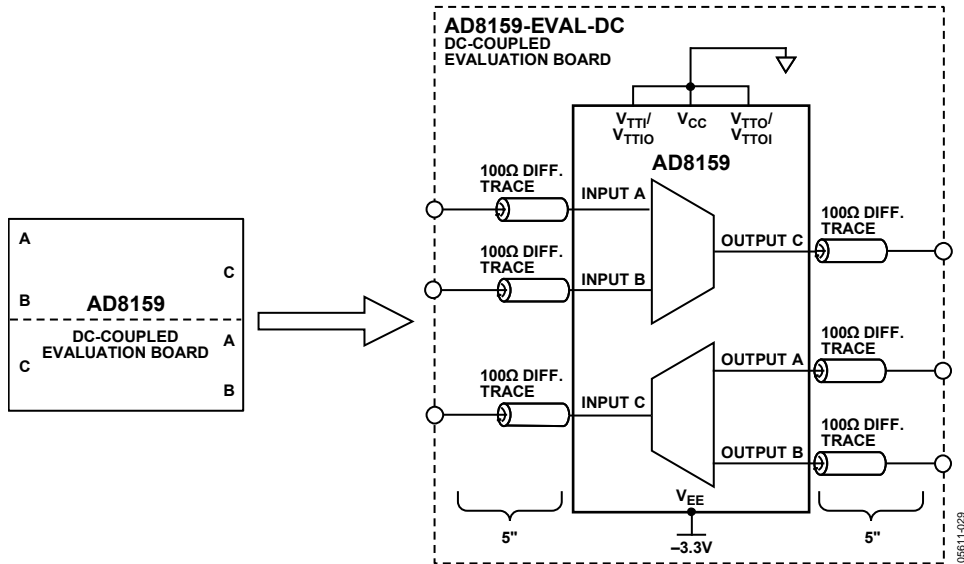 AD8159-EVAL-DC
DC-COUPLED
EVALUATION BOARD
VTTI/
VTTIO
VCC
VTTO/
VTTOI
AD8159
100Ω DIFF.
TRACE
INPUT A
100Ω DIFF.
TRACE
INPUT B
100Ω DIFF.
TRACE
INPUT C
OUTPUT C
100Ω DIFF.
TRACE
OUTPUT A
100Ω DIFF.
TRACE
OUTPUT B
100Ω DIFF.
TRACE
VEE
–3.3V
5"
5"
A
B
C
AD8159
DC-COUPLED
EVALUATION BOARD
C
A
B
05611-029